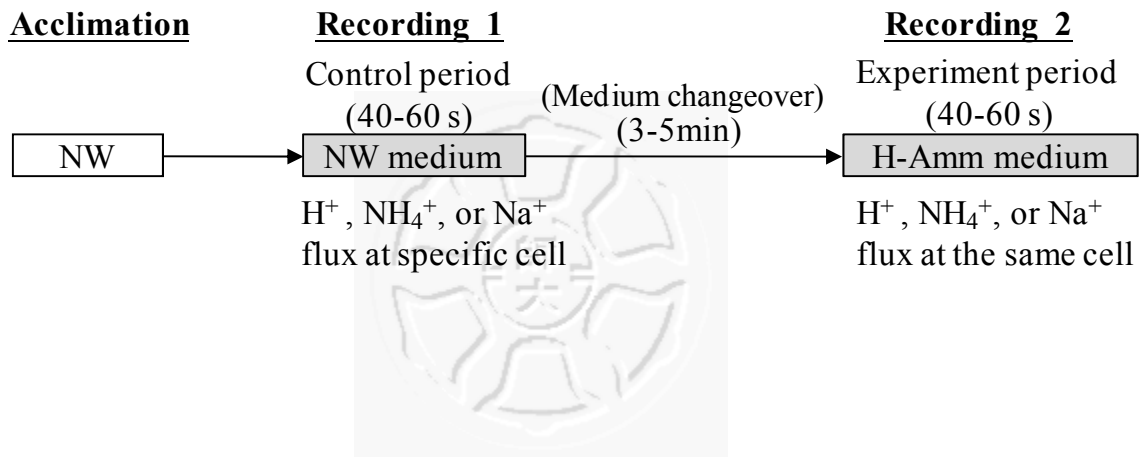 Acclimation
Recording 1
Recording 2
Control period
(40-60 s)
(Medium changeover)
(3-5min)
Experiment period
(40-60 s)
NW
NW medium
H-Amm medium
H⁺ , NH₄⁺, or Na⁺
flux at specific cell
H⁺ , NH₄⁺, or Na⁺
flux at the same cell